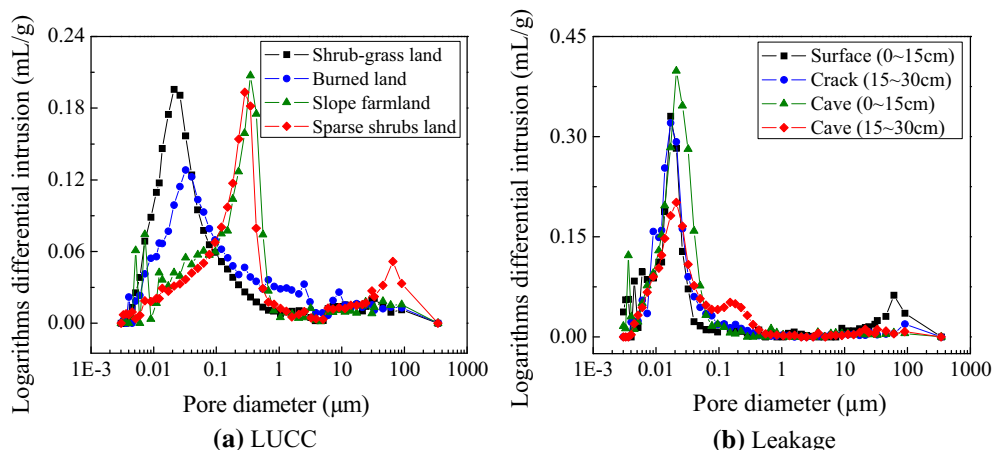 Logarithms differential intrusion (mL/g)
0.24
0.18
0.12
0.06
0.00
Shrub-grass land
Burned land
Slope farmland
Sparse shrubs land
1E-3 0.01 0.1 1 10 100 1000
Pore diameter (μm)
(a) LUCC
Logarithms differential intrusion (mL/g)
0.45
0.30
0.15
0.00
Surface (0~15cm)
Crack (15~30cm)
Cave (0~15cm)
Cave (15~30cm)
1E-3 0.01 0.1 1 10 100 1000
Pore diameter (μm)
(b) Leakage